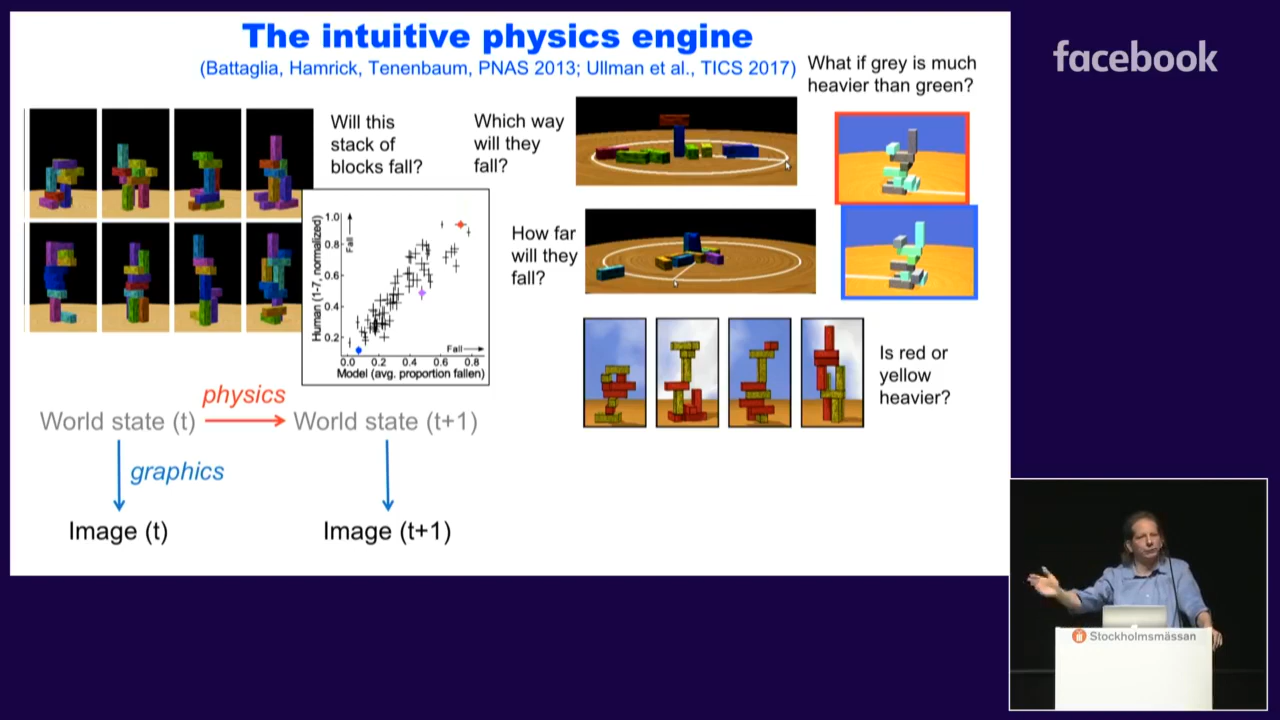 The intuitive physics engine
(Battaglia, Hamrick, Tenenbaum, PNAS 2013; Ullman et al., TICS 2017)
facebook
What if grey is much
heavier than green?
Will this
stack of
blocks fall?
Which way
will they
fall?
How far
will they
fall?
Human (1-7, normalized)
1.0
0.8
0.6
0.4
0.2
Fall
Fall
0.0 0.2 0.4 0.6 0.8
Model (avg. proportion fallen)
Is red or
yellow
heavier?
physics
World state (t)
World state (t+1)
graphics
Image (t)
Image (t+1)
Stockholmsmässan